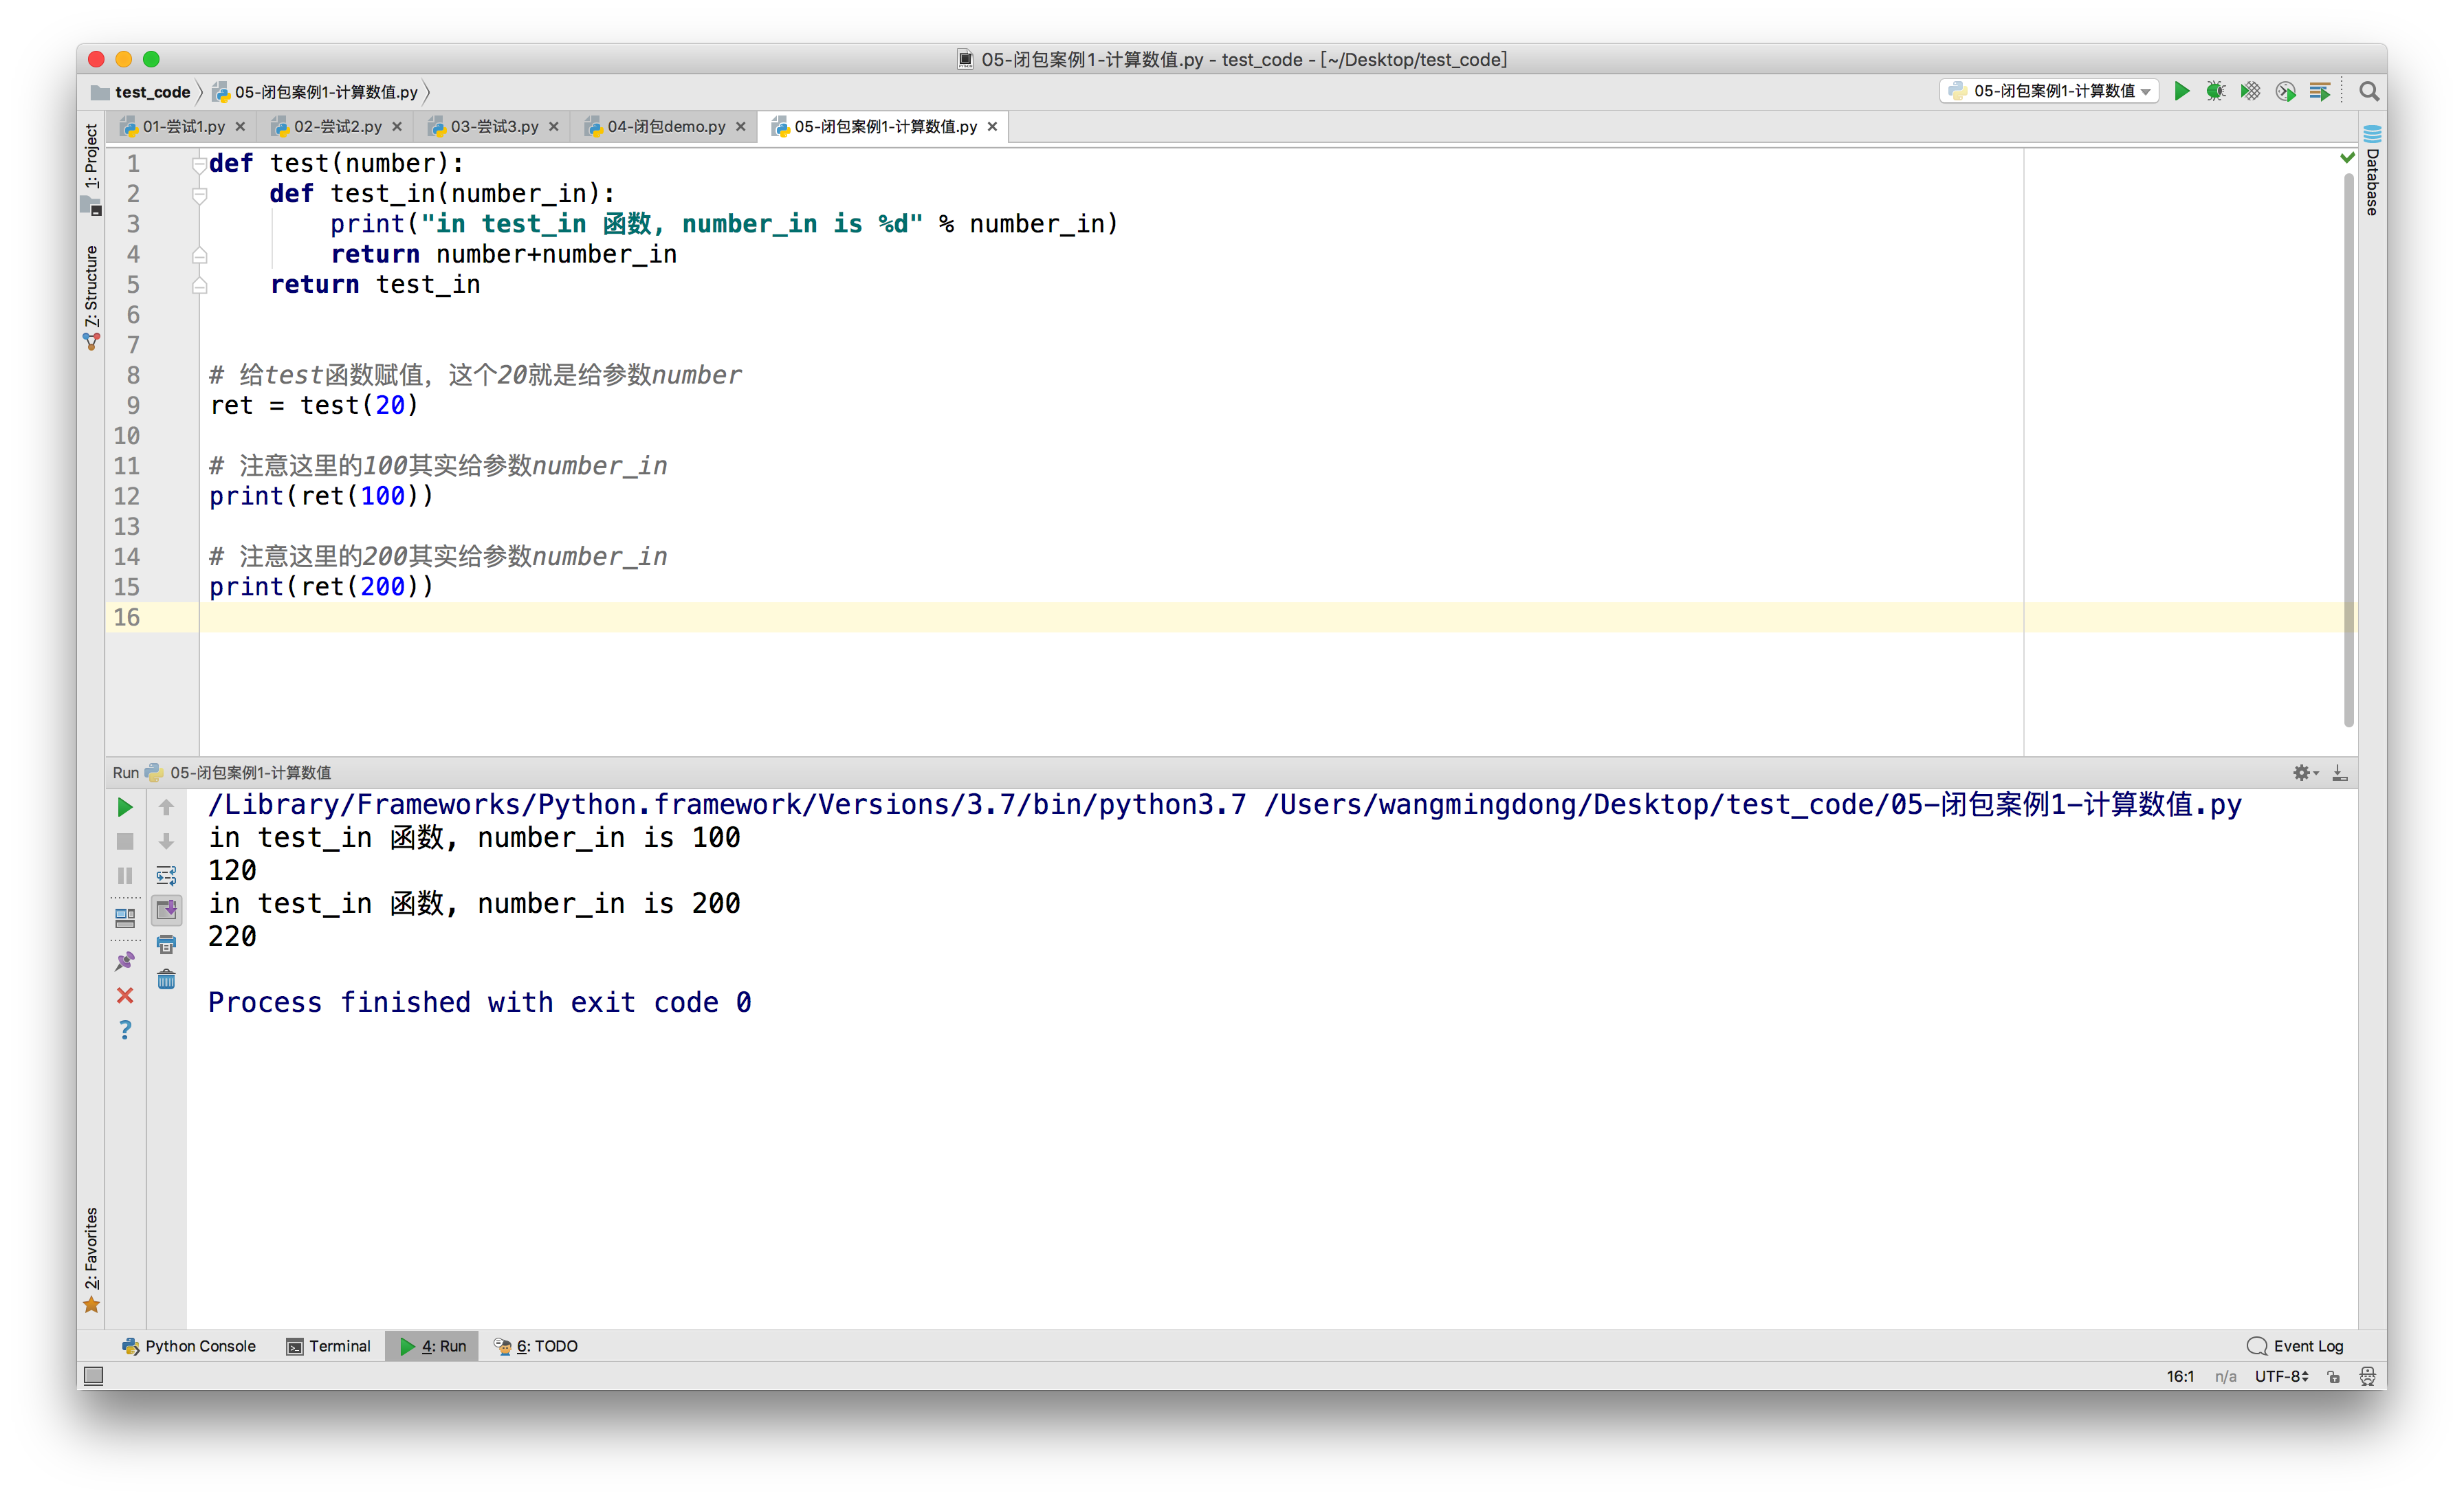 05-闭包案例1-计算数值.py - test_code - [~/Desktop/test_code]
test_code 05-闭包案例1-计算数值.py 05-闭包案例1-计算数值
01-尝试1.py 02-尝试2.py 03-尝试3.py 04-闭包demo.py 05-闭包案例1-计算数值.py
1: Project
7: Structure
2: Favorites
Database
1 def test(number):
2     def test_in(number_in):
3         print("in test_in 函数, number_in is %d" % number_in)
4         return number+number_in
5     return test_in
6
7
8 # 给test函数赋值，这个20就是给参数number
9 ret = test(20)
10
11 # 注意这里的100其实给参数number_in
12 print(ret(100))
13
14 # 注意这里的200其实给参数number_in
15 print(ret(200))
16
Run 05-闭包案例1-计算数值
/Library/Frameworks/Python.framework/Versions/3.7/bin/python3.7 /Users/wangmingdong/Desktop/test_code/05-闭包案例1-计算数值.py
in test_in 函数, number_in is 100
120
in test_in 函数, number_in is 200
220
Process finished with exit code 0
Python Console Terminal 4: Run 6: TODO Event Log
16:1 n/a UTF-8